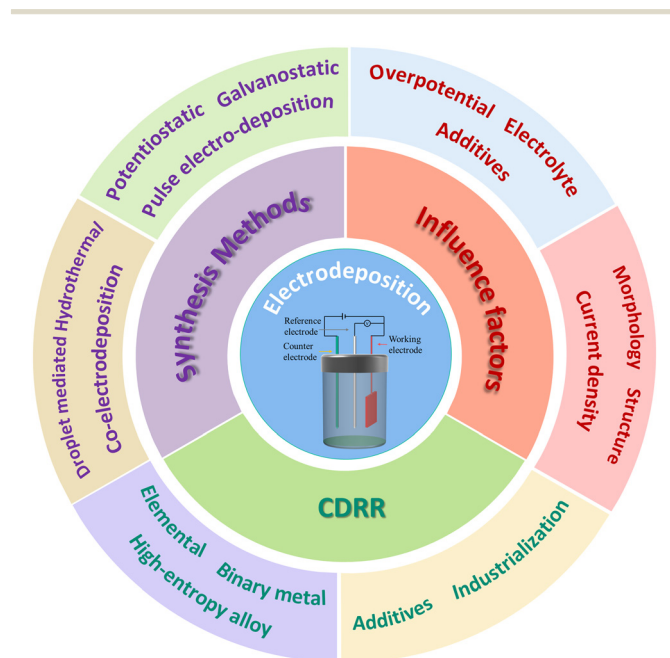 Potentiostatic Galvanostatic
Pulse electro-deposition
Overpotential Electrolyte
Additives
Synthesis Methods
Influence factors
Droplet mediated Hydrothermal/
Co-electrodeposition
Morphology Structure
Current density
Electrodeposition
Reference
electrode
V
Counter
electrode
Working
electrode
CDRR
Elemental Binary metal
High-entropy alloy
Additives Industrialization